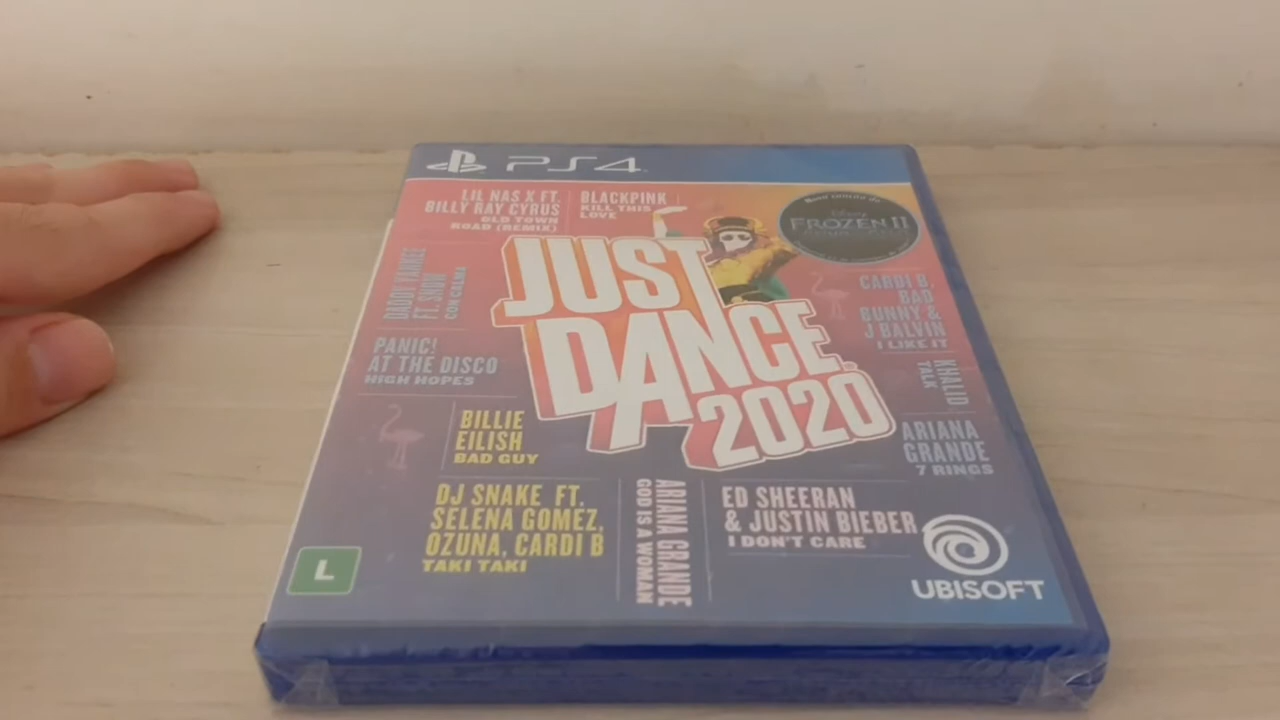 PS4
LIL NAS X FT.
BILLY RAY CYRUS
OLD TOWN
ROAD (REMIX)
BLACKPINK
KILL THIS
LOVE
Disney
FROZEN II
DADDY YANKEE
FT. SNOW
CON CALMA
JUST
DANCE
2020
CARDI B,
BAD
BUNNY &
J BALVIN
I LIKE IT
PANIC!
AT THE DISCO
HIGH HOPES
KHALID
TALK
BILLIE
EILISH
BAD GUY
ARIANA
GRANDE
7 RINGS
DJ SNAKE FT.
SELENA GOMEZ,
OZUNA, CARDI B
TAKI TAKI
ARIANA GRANDE
GOD IS A WOMAN
ED SHEERAN
& JUSTIN BIEBER
I DON'T CARE
L
UBISOFT